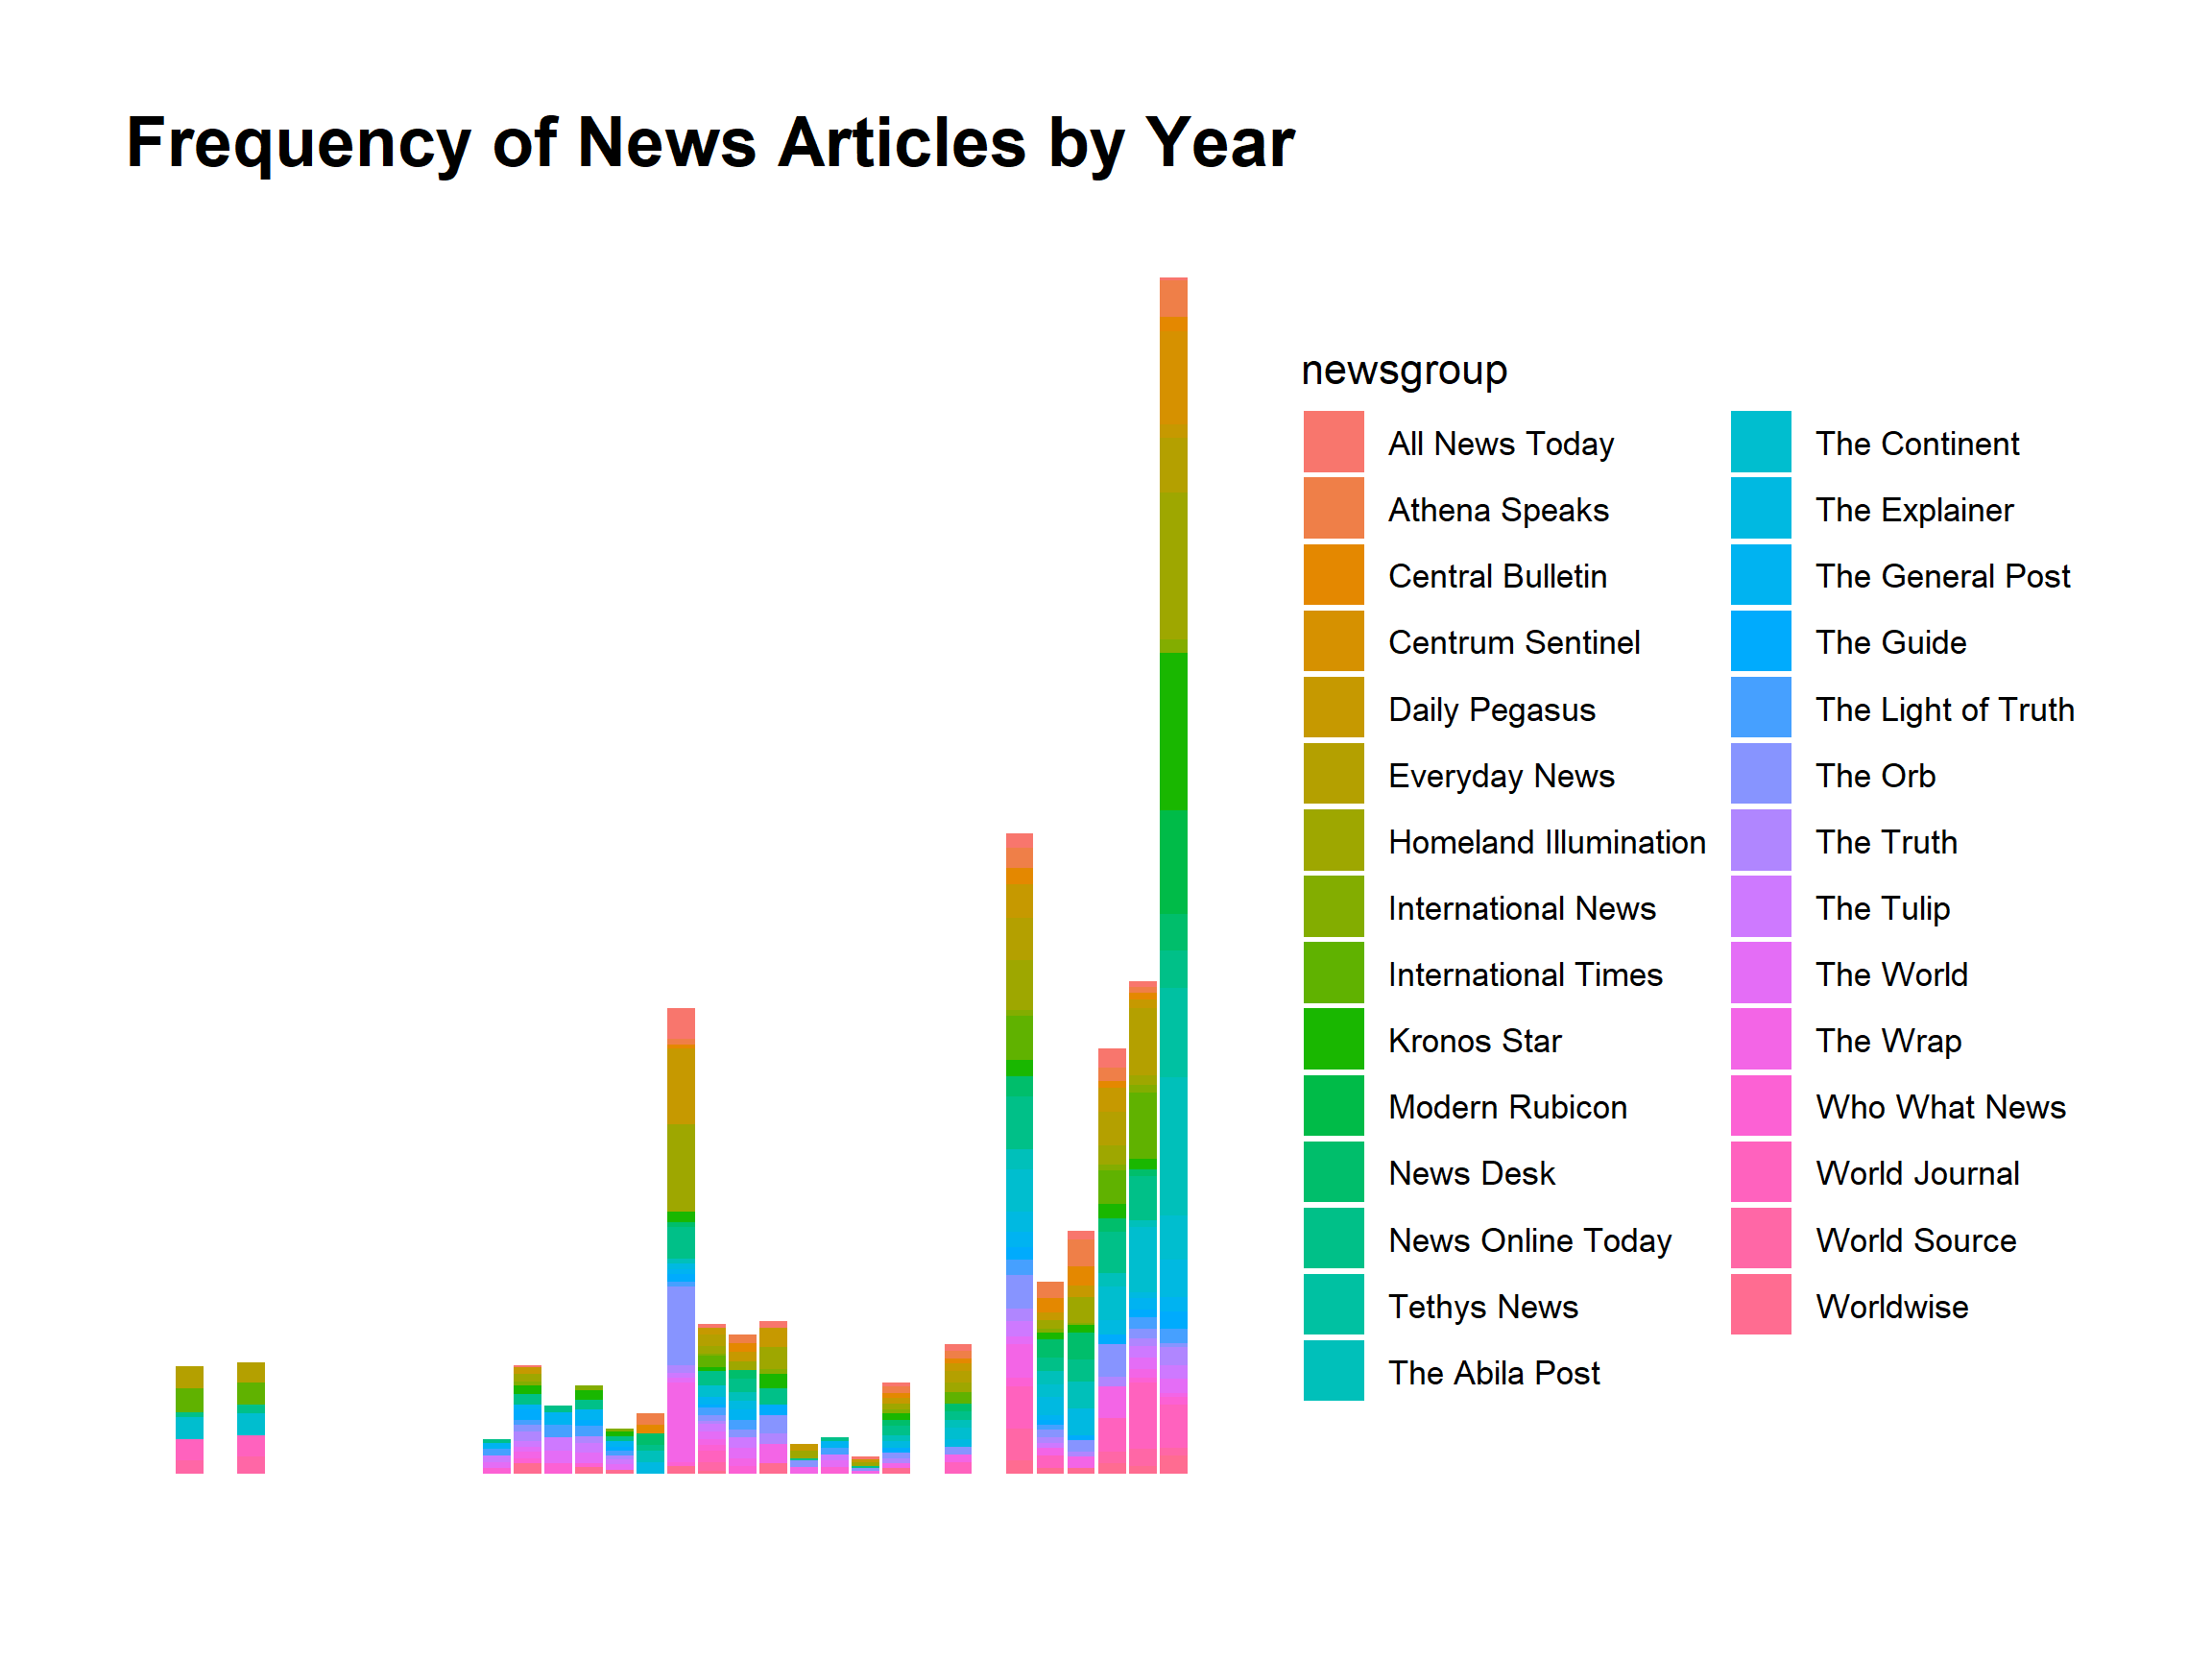 Frequency of News Articles by Year
newsgroup
All News Today
Athena Speaks
Central Bulletin
Centrum Sentinel
Daily Pegasus
Everyday News
Homeland Illumination
International News
International Times
Kronos Star
Modern Rubicon
News Desk
News Online Today
Tethys News
The Abila Post
The Continent
The Explainer
The General Post
The Guide
The Light of Truth
The Orb
The Truth
The Tulip
The World
The Wrap
Who What News
World Journal
World Source
Worldwise